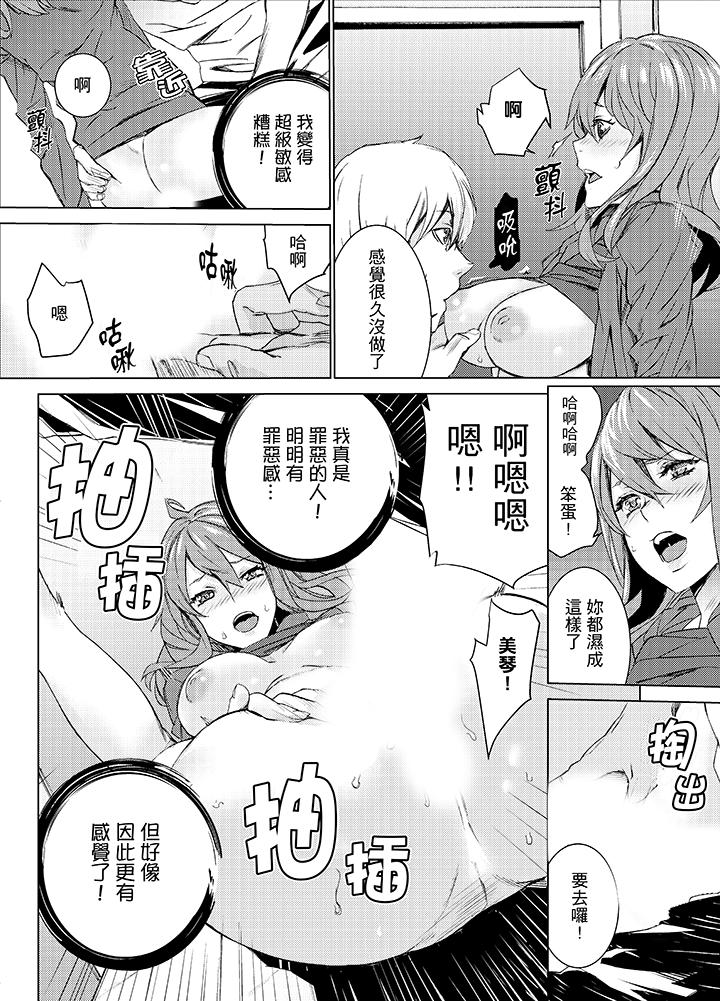 啊
顫抖
吸吮
感覺很久沒做了
我變得
超級敏感
糟糕！
靠近
啊
顫抖
哈啊
咕啾
咕啾
嗯
哈啊哈啊
笨蛋！
妳都濕成
這樣了
掏出
要去囉！
啊嗯嗯
嗯！！
美琴！
我真是
罪惡的人！
明明有
罪惡感…
抽插
抽插
但好像
因此更有
感覺了！